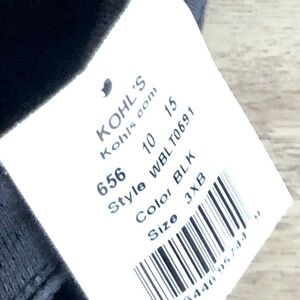 KOHL'S
Kohls.com
656 10 15
Style WBLT0691
Color BLK
Size 3XB